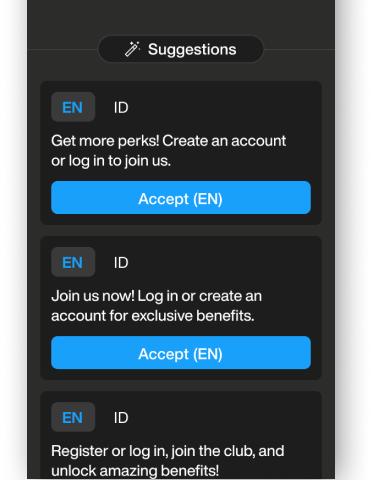 Suggestions
EN ID
Get more perks! Create an account
or log in to join us.
Accept (EN)
EN ID
Join us now! Log in or create an
account for exclusive benefits.
Accept (EN)
EN ID
Register or log in, join the club, and
unlock amazing benefits!